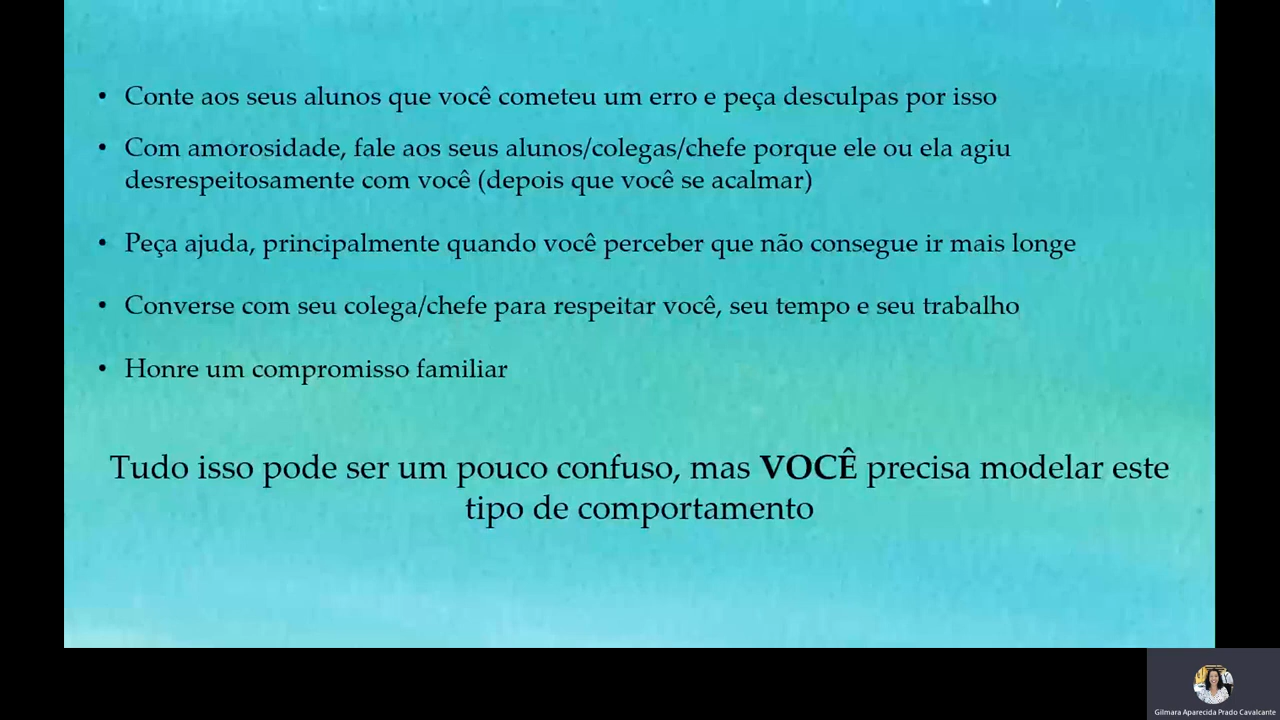 • Conte aos seus alunos que você cometeu um erro e peça desculpas por isso
• Com amorosidade, fale aos seus alunos/colegas/chefe porque ele ou ela agiu
desrespeitosamente com você (depois que você se acalmar)
• Peça ajuda, principalmente quando você perceber que não consegue ir mais longe
• Converse com seu colega/chefe para respeitar você, seu tempo e seu trabalho
• Honre um compromisso familiar
Tudo isso pode ser um pouco confuso, mas VOCÊ precisa modelar este
tipo de comportamento
Gilmara Aparecida Prado Cavalcante